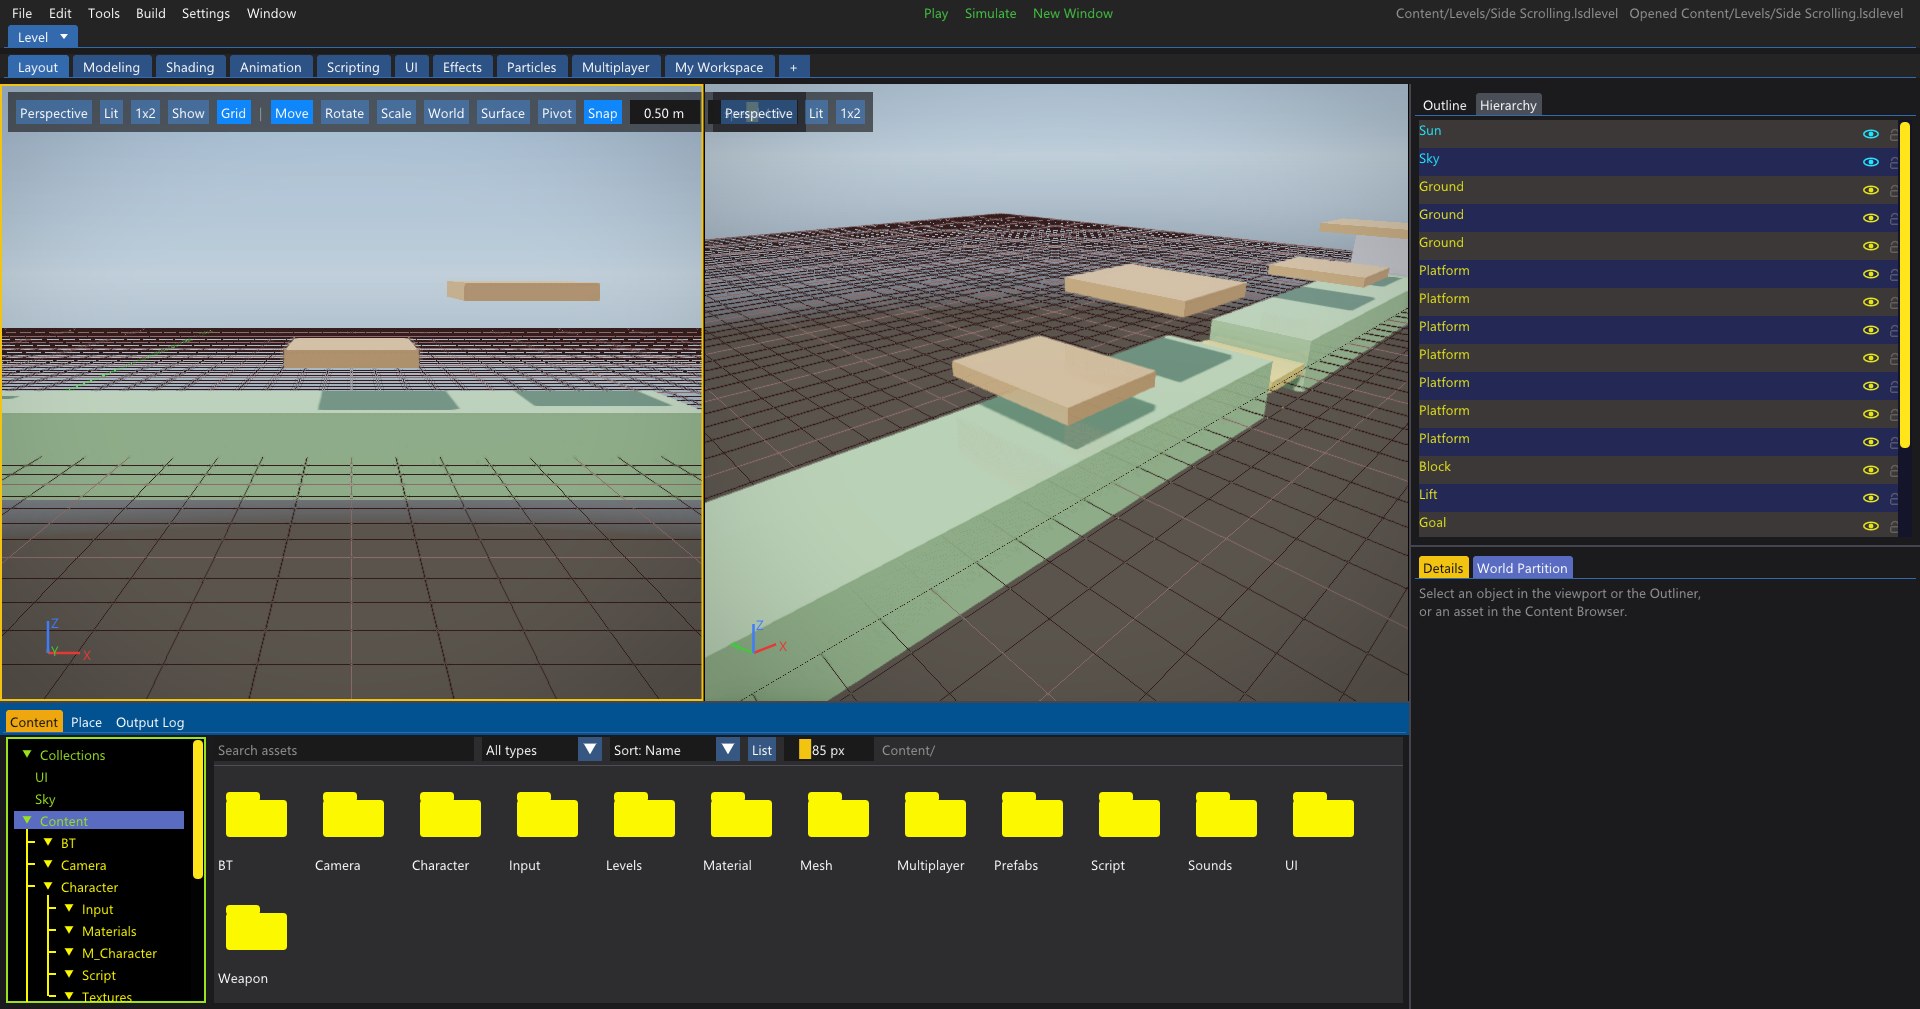 File Edit Tools Build Settings Window Play Simulate New Window Content/Levels/Side Scrolling.lsdlevel Opened Content/Levels/Side Scrolling.lsdlevel
Level
Layout Modeling Shading Animation Scripting UI Effects Particles Multiplayer My Workspace +
Perspective Lit 1x2 Show Grid | Move Rotate Scale World Surface Pivot Snap 0.50 m
Perspective Lit 1x2
Z
Y
X
Z
X
Outline Hierarchy
Sun
Sky
Ground
Ground
Ground
Platform
Platform
Platform
Platform
Platform
Platform
Platform
Block
Lift
Goal
Details World Partition
Select an object in the viewport or the Outliner,
or an asset in the Content Browser.
Content Place Output Log
Collections
UI
Sky
Content
BT
Camera
Character
Input
Materials
M_Character
Script
Textures
Search assets All types Sort: Name List 85 px Content/
BT Camera Character Input Levels Material Mesh Multiplayer Prefabs Script Sounds UI
Weapon